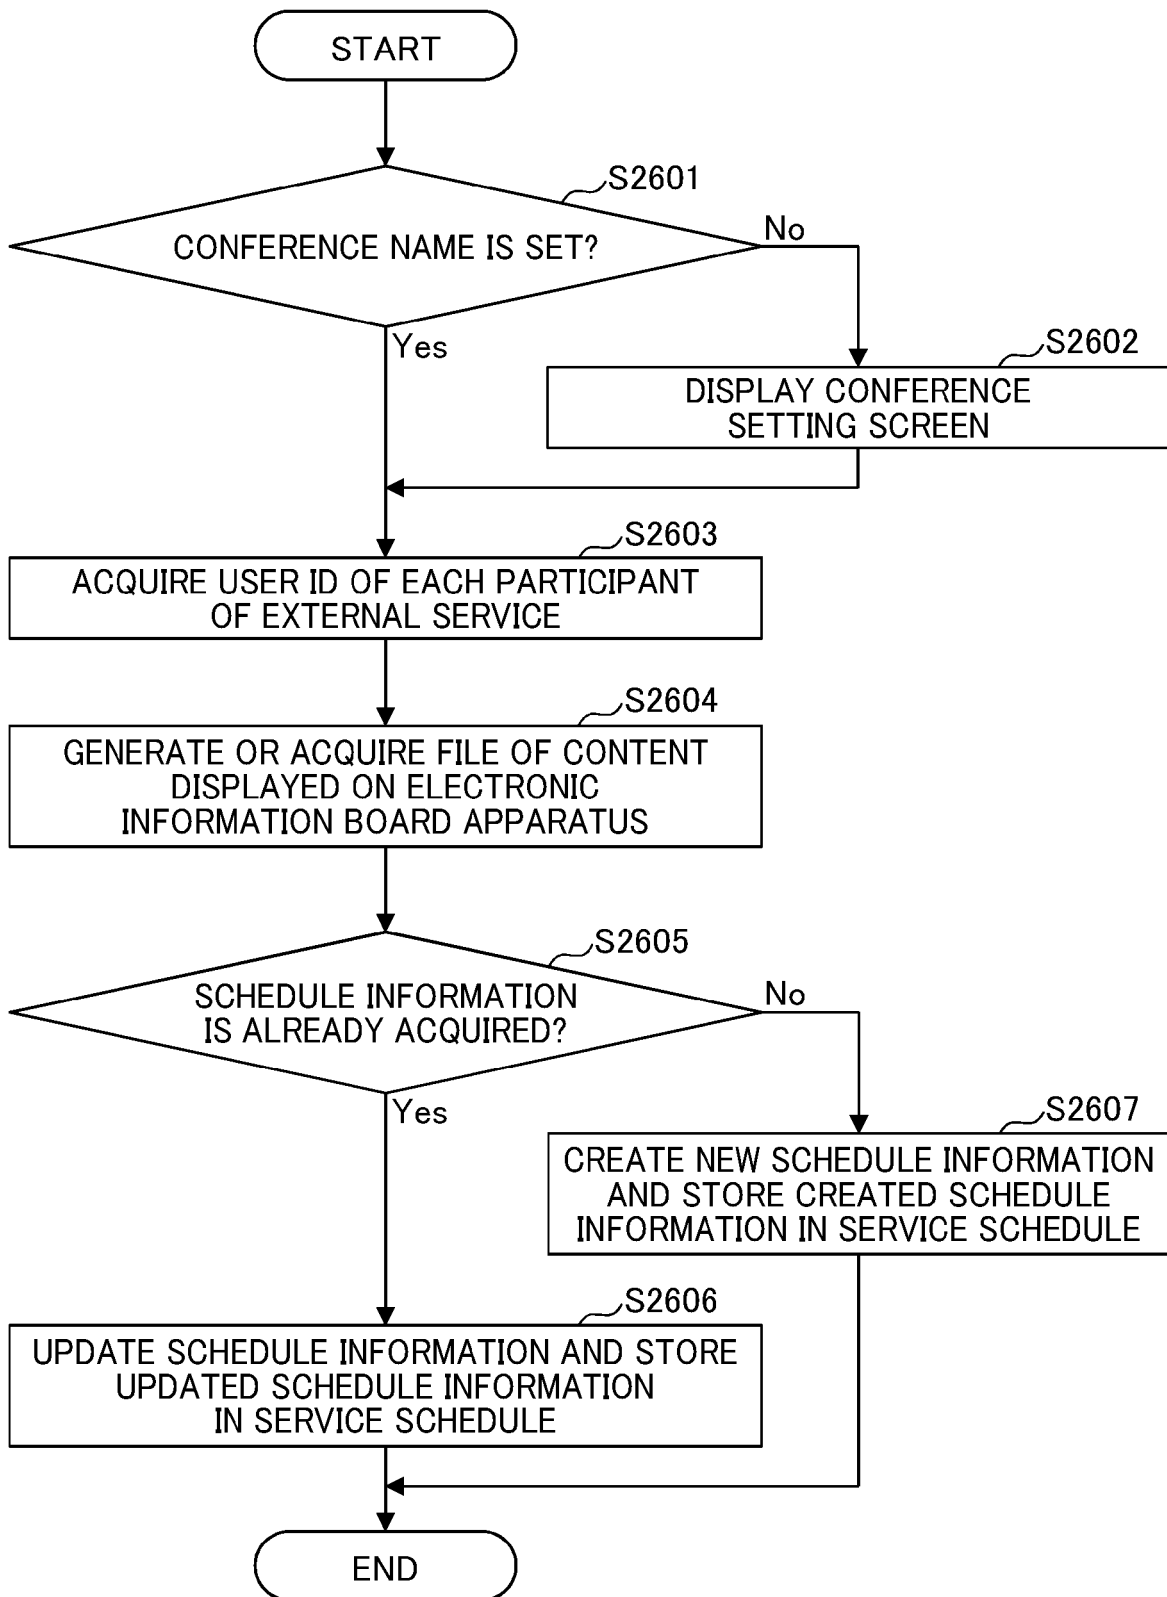 START
S2601
CONFERENCE NAME IS SET?
No
Yes
S2602
DISPLAY CONFERENCE
SETTING SCREEN
S2603
ACQUIRE USER ID OF EACH PARTICIPANT
OF EXTERNAL SERVICE
S2604
GENERATE OR ACQUIRE FILE OF CONTENT
DISPLAYED ON ELECTRONIC
INFORMATION BOARD APPARATUS
S2605
SCHEDULE INFORMATION
IS ALREADY ACQUIRED?
No
Yes
S2607
CREATE NEW SCHEDULE INFORMATION
AND STORE CREATED SCHEDULE
INFORMATION IN SERVICE SCHEDULE
S2606
UPDATE SCHEDULE INFORMATION AND STORE
UPDATED SCHEDULE INFORMATION
IN SERVICE SCHEDULE
END